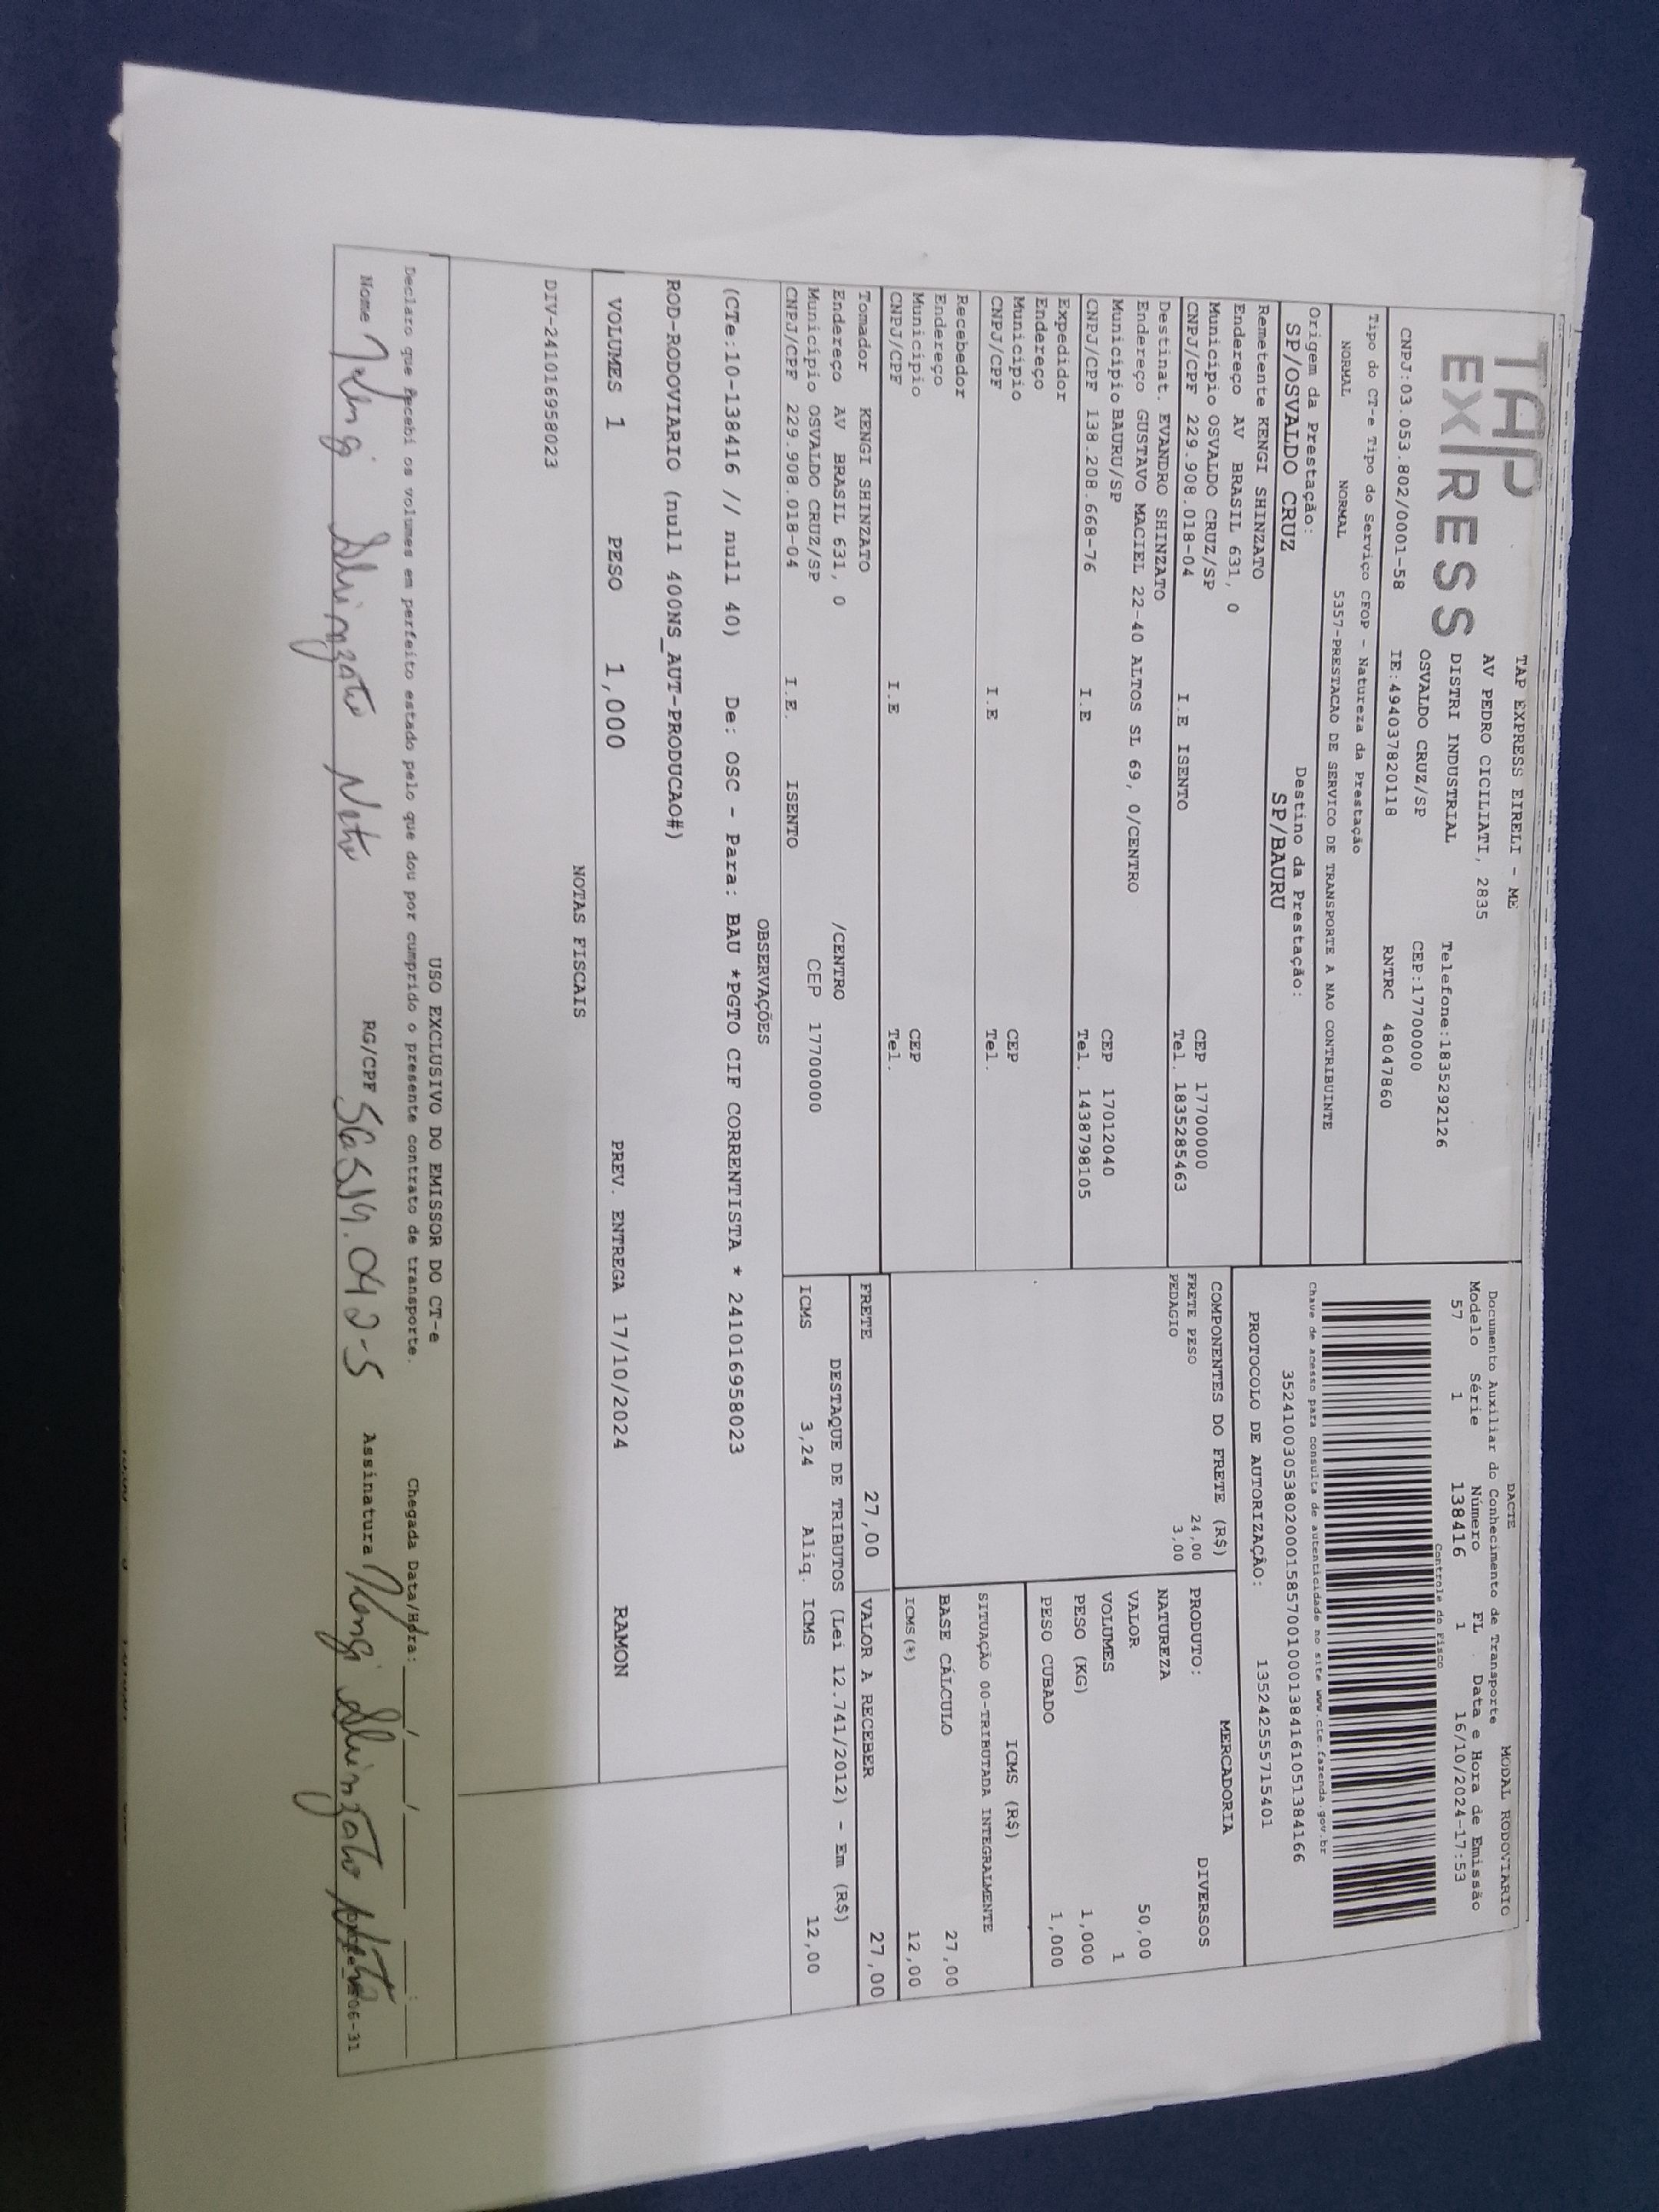 TAP
EXPRESS
TAP EXPRESS EIRELI - ME
AV PEDRO CICILIATI, 2835
DISTRI INDUSTRIAL Telefone:1835292126
OSVALDO CRUZ/SP CEP:17700000
CNPJ:03.053.802/0001-58 IE:494037820118 RNTRC 48047860
DACTE MODAL RODOVIARIO
Documento Auxiliar do Conhecimento de Transporte
Modelo Série Número FL. Data e Hora de Emissão
57 1 138416 1 16/10/2024-17:53
Controle do Fisco
Tipo do CT-e Tipo do Serviço CFOP - Natureza da Prestação
NORMAL NORMAL 5357-PRESTACAO DE SERVICO DE TRANSPORTE A NAO CONTRIBUINTE
Chave de acesso para consulta de autenticidade no site www.cte.fazenda.gov.br
35241003053802000158570010001384161051384166
PROTOCOLO DE AUTORIZAÇÃO: 135242555715401
Origem da Prestação: Destino da Prestação:
SP/OSVALDO CRUZ SP/BAURU
Remetente KENGI SHINZATO
Endereço AV BRASIL 631, 0
Município OSVALDO CRUZ/SP CEP 17700000
CNPJ/CPF 229.908.018-04 I.E ISENTO Tel. 1835285463
Destinat. EVANDRO SHINZATO
Endereço GUSTAVO MACIEL 22-40 ALTOS SL 69, 0/CENTRO
Município BAURU/SP CEP 17012040
CNPJ/CPF 138.208.668-76 I.E Tel. 1438798105
Expedidor
Endereço
Município CEP
CNPJ/CPF I.E Tel.
Recebedor
Endereço
Município CEP
CNPJ/CPF I.E Tel.
Tomador KENGI SHINZATO
Endereço AV BRASIL 631, 0 /CENTRO
Município OSVALDO CRUZ/SP CEP 17700000
CNPJ/CPF 229.908.018-04 I.E. ISENTO
COMPONENTES DO FRETE (R$)
FRETE PESO 24,00
PEDAGIO 3,00
MERCADORIA
PRODUTO: DIVERSOS
NATUREZA
VALOR 50,00
VOLUMES 1
PESO (KG) 1,000
PESO CUBADO 1,000
ICMS (R$)
SITUAÇÃO 00-TRIBUTADA INTEGRALMENTE
BASE CÁLCULO 27,00
ICMS(%) 12,00
FRETE 27,00 VALOR A RECEBER 27,00
DESTAQUE DE TRIBUTOS (Lei 12.741/2012) - Em (R$)
ICMS 3,24 Aliq. ICMS 12,00
OBSERVAÇÕES
(CTe:10-138416 // null 40) De: OSC - Para: BAU *PGTO CIF CORRENTISTA * 241016958023
ROD-RODOVIARIO (null 400NS_AUT-PRODUCAO#)
VOLUMES 1 PESO 1,000 PREV. ENTREGA 17/10/2024 RAMON
NOTAS FISCAIS
DIV-241016958023
USO EXCLUSIVO DO EMISSOR DO CT-e
Declaro que Recebi os volumes em perfeito estado pelo que dou por cumprido o presente contrato de transporte. Chegada Data/Hora: ____/____/____ ____:____
Nome Kengi Shinzato Neto RG/CPF Assinatura Kengi Shinzato Neto